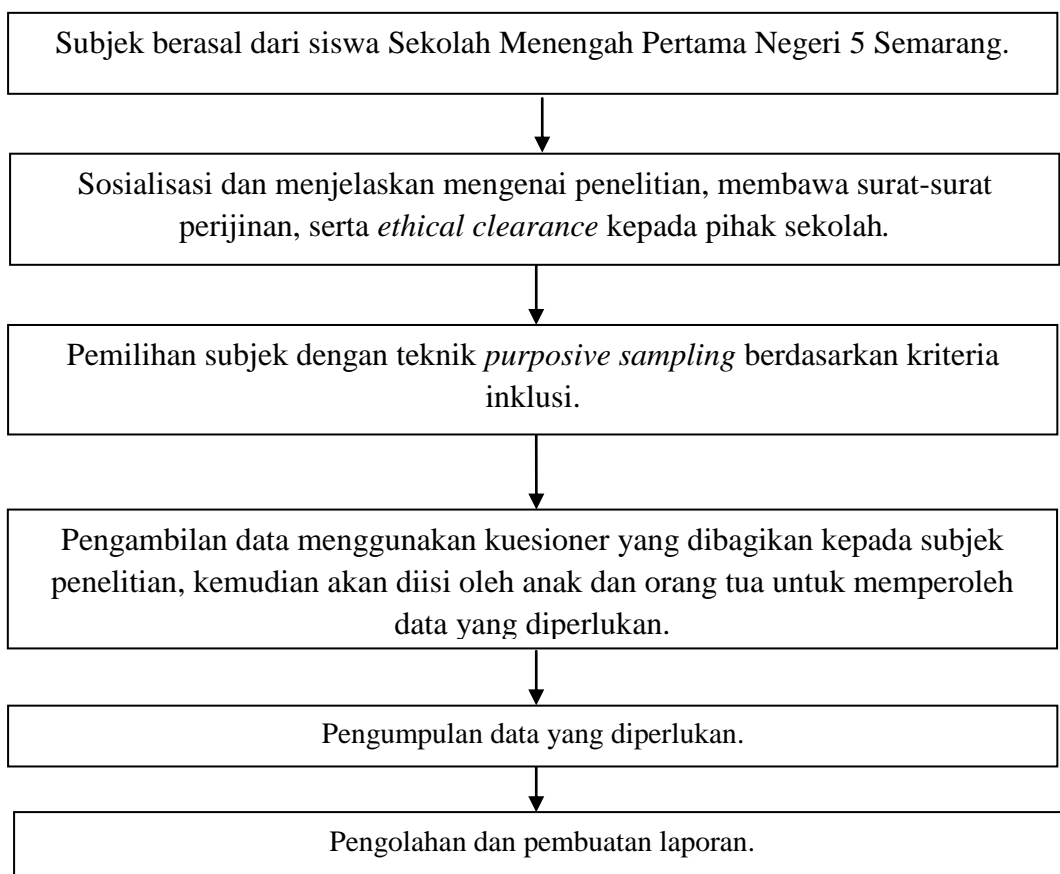 Subjek berasal dari siswa Sekolah Menengah Pertama Negeri 5 Semarang.
Sosialisasi dan menjelaskan mengenai penelitian, membawa surat-surat
perijinan, serta ethical clearance kepada pihak sekolah.
Pemilihan subjek dengan teknik purposive sampling berdasarkan kriteria
inklusi.
Pengambilan data menggunakan kuesioner yang dibagikan kepada subjek
penelitian, kemudian akan diisi oleh anak dan orang tua untuk memperoleh
data yang diperlukan.
Pengumpulan data yang diperlukan.
Pengolahan dan pembuatan laporan.